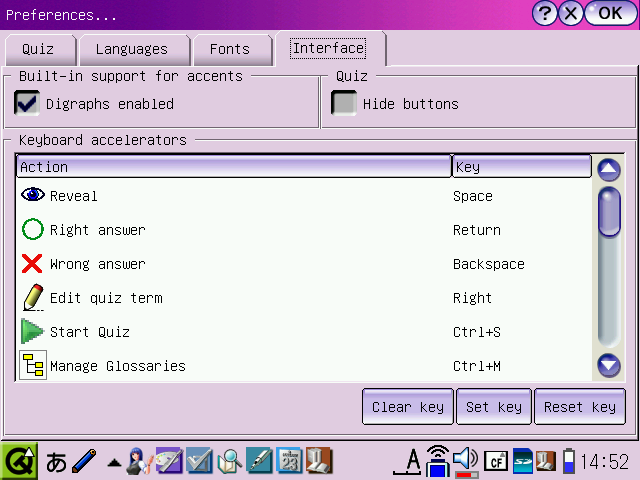 Preferences...
? X OK
Quiz Languages Fonts Interface
Built-in support for accents Quiz
Digraphs enabled Hide buttons
Keyboard accelerators
Action Key
Reveal Space
Right answer Return
Wrong answer Backspace
Edit quiz term Right
Start Quiz Ctrl+S
Manage Glossaries Ctrl+M
Clear key Set key Reset key
あ 23 A CF 14:52